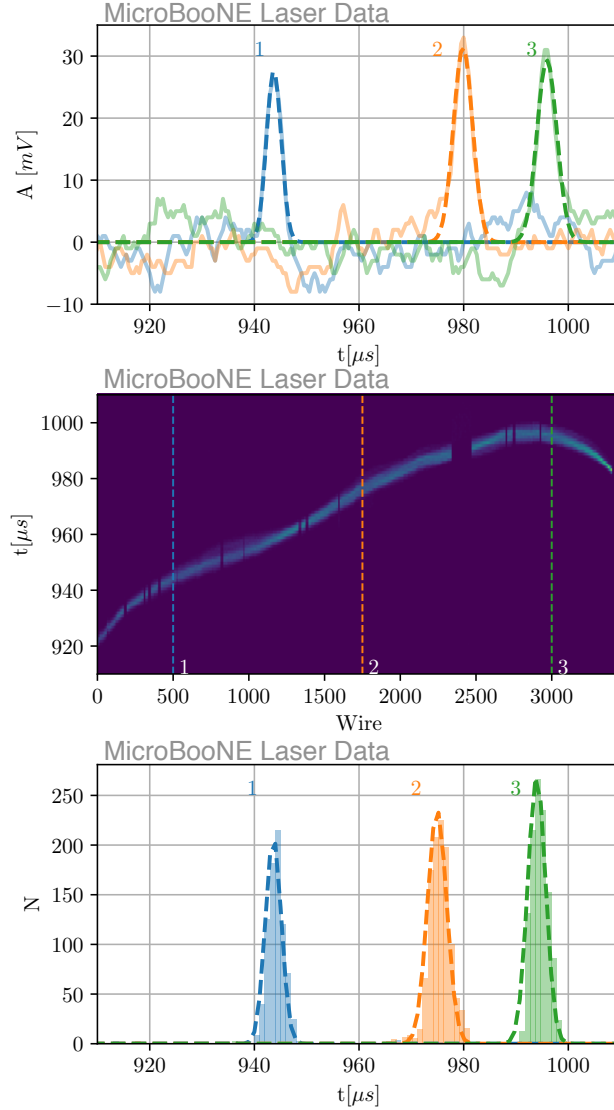 MicroBooNE Laser Data
1 2 3
30
20
10
0
−10
A [mV]
920 940 960 980 1000
t[μs]
MicroBooNE Laser Data
1000
980
960
940
920
t[μs]
1 2 3
0 500 1000 1500 2000 2500 3000
Wire
MicroBooNE Laser Data
1 2 3
250
200
150
100
50
0
N
920 940 960 980 1000
t[μs]